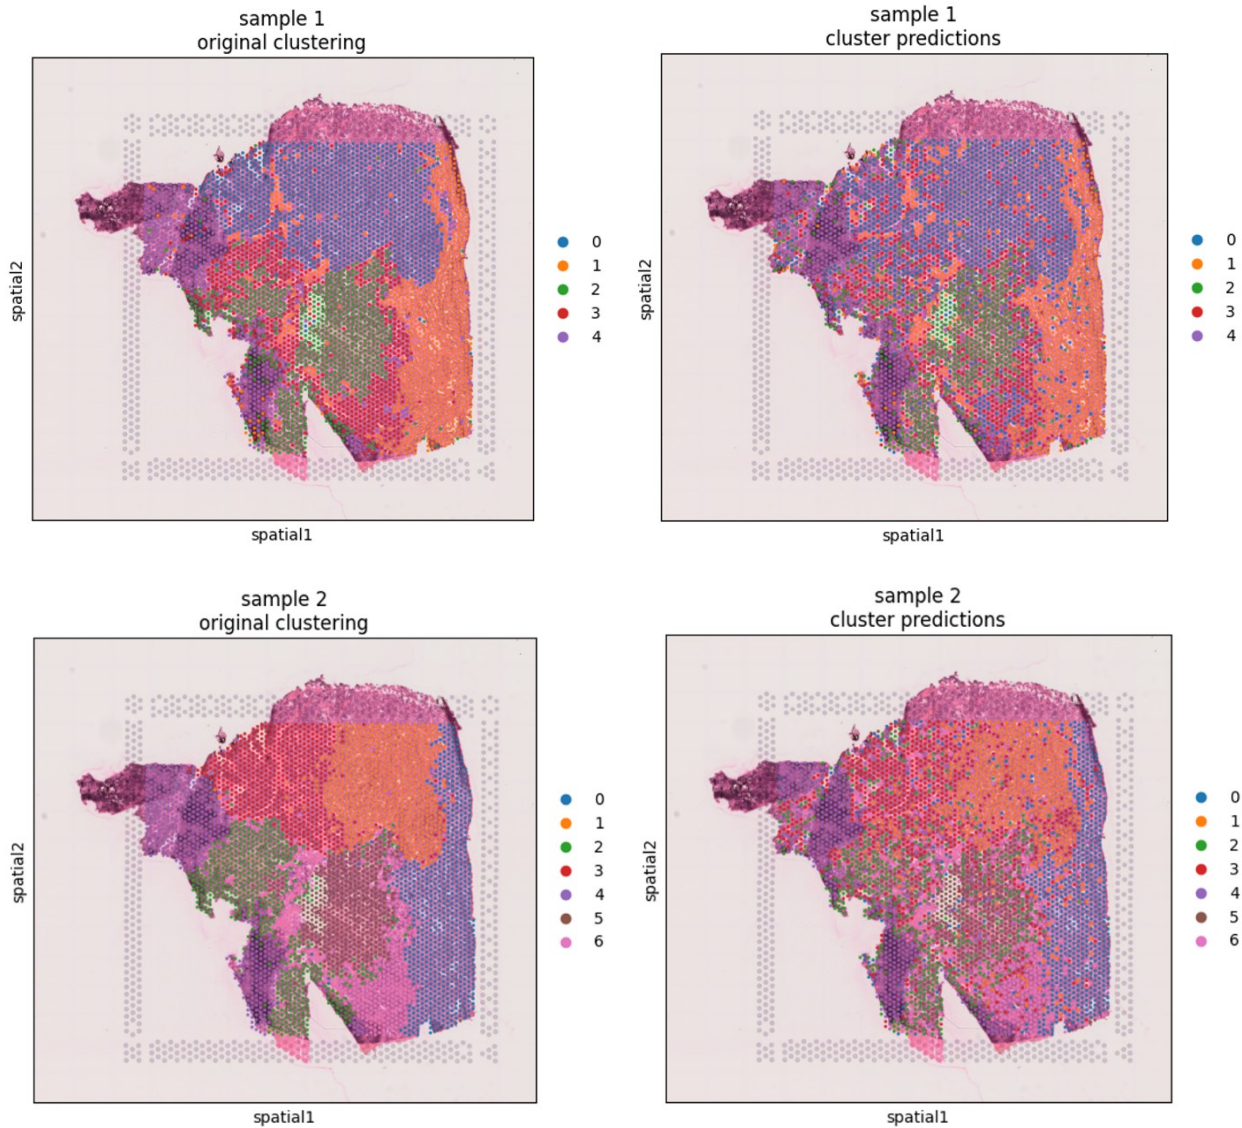 sample 1
original clustering
spatial2
spatial1
0
1
2
3
4
sample 1
cluster predictions
spatial2
spatial1
0
1
2
3
4
sample 2
original clustering
spatial2
spatial1
0
1
2
3
4
5
6
sample 2
cluster predictions
spatial2
spatial1
0
1
2
3
4
5
6